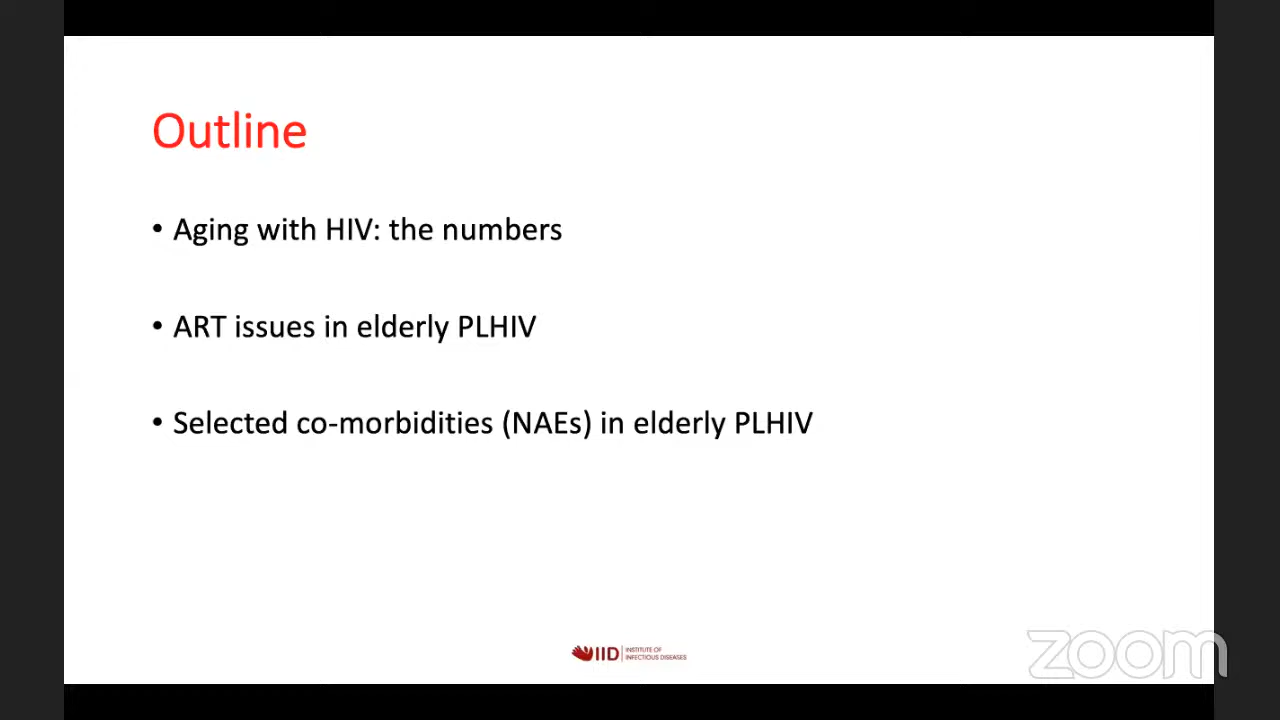 Outline
• Aging with HIV: the numbers
• ART issues in elderly PLHIV
• Selected co-morbidities (NAEs) in elderly PLHIV
IID
INSTITUTE OF
INFECTIOUS DISEASES
zoom